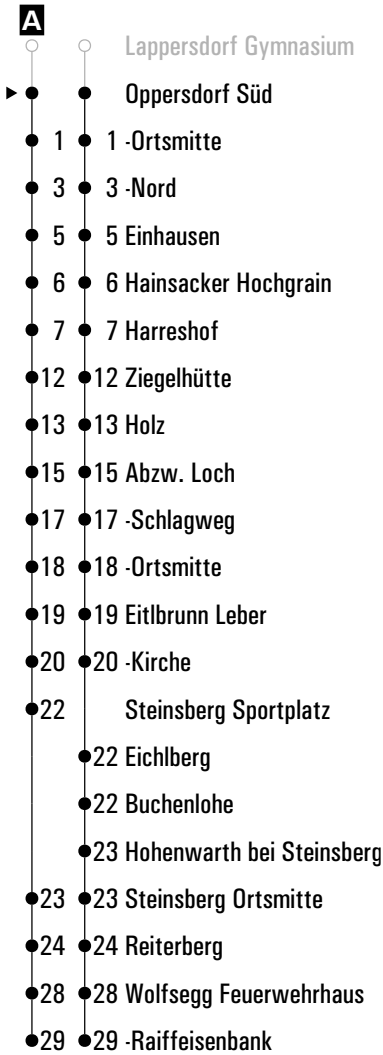 A
Lappersdorf Gymnasium
Oppersdorf Süd
1 1 -Ortsmitte
3 3 -Nord
5 5 Einhausen
6 6 Hainsacker Hochgrain
7 7 Harreshof
12 12 Ziegelhütte
13 13 Holz
15 15 Abzw. Loch
17 17 -Schlagweg
18 18 -Ortsmitte
19 19 Eitlbrunn Leber
20 20 -Kirche
22 Steinsberg Sportplatz
22 Eichlberg
22 Buchenlohe
23 Hohenwarth bei Steinsberg
23 23 Steinsberg Ortsmitte
24 24 Reiterberg
28 28 Wolfsegg Feuerwehrhaus
29 29 -Raiffeisenbank